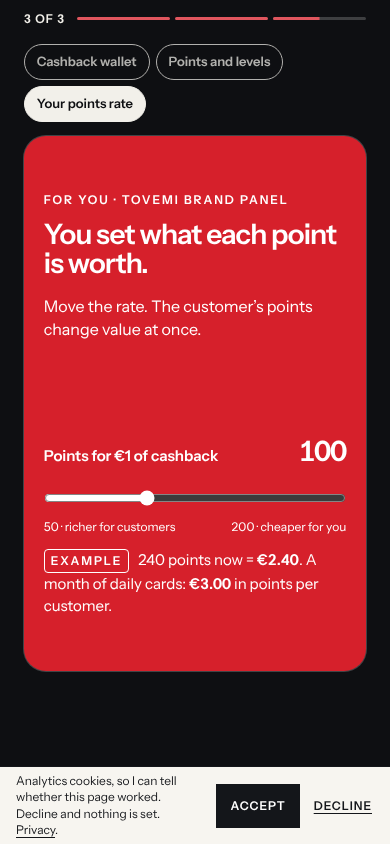 3 OF 3
Cashback wallet
Points and levels
Your points rate
FOR YOU · TOVEMI BRAND PANEL
You set what each point
is worth.
Move the rate. The customer’s points
change value at once.
Points for €1 of cashback 100
50 · richer for customers 200 · cheaper for you
EXAMPLE 240 points now = €2.40. A
month of daily cards: €3.00 in points per
customer.
Analytics cookies, so I can tell
whether this page worked.
Decline and nothing is set.
Privacy.
ACCEPT DECLINE